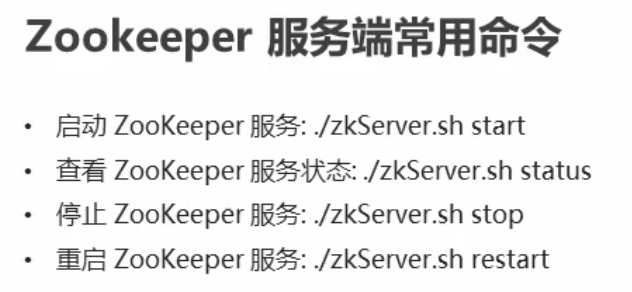 Zookeeper 服务端常用命令
• 启动 ZooKeeper 服务: ./zkServer.sh start
• 查看 ZooKeeper 服务状态: ./zkServer.sh status
• 停止 ZooKeeper 服务: ./zkServer.sh stop
• 重启 ZooKeeper 服务: ./zkServer.sh restart